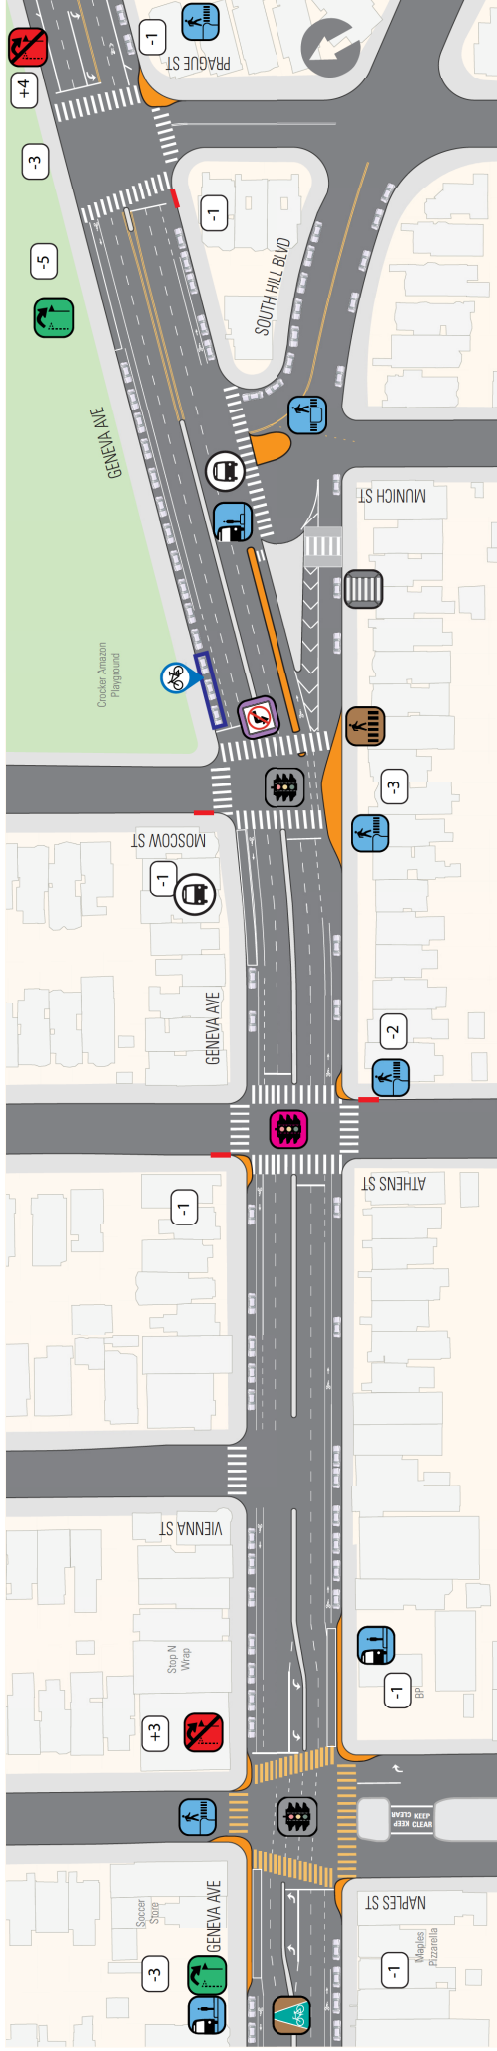 +4
-1
PRAGUE ST
-3
-1
-5
SOUTH HILL BLVD
GENEVA AVE
MUNICH ST
Crocker Amazon
Playground
-3
MOSCOW ST
-1
GENEVA AVE
-2
ATHENS ST
-1
VIENNA ST
Stop N
Wrap
-1
BP
+3
KEEP
CLEAR
KEEP CLEAR
NAPLES ST
Soccer
Store
GENEVA AVE
-3
-1
Maples
Pizzarella